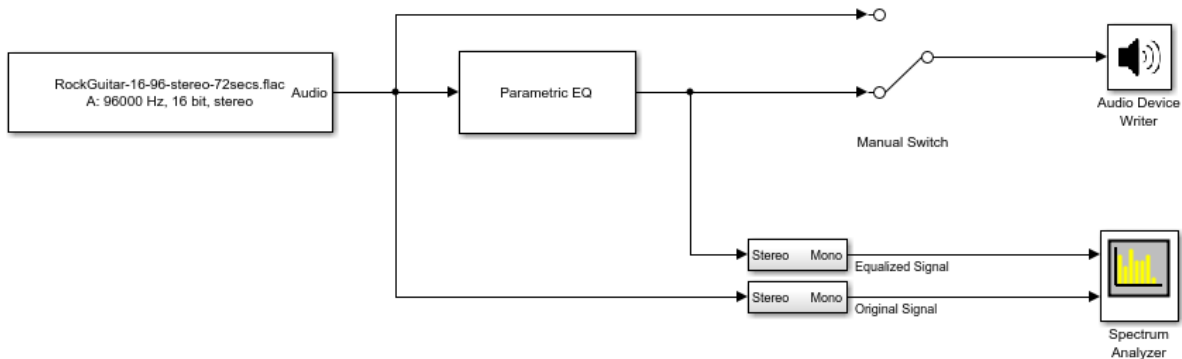 RockGuitar-16-96-stereo-72secs.flac
A: 96000 Hz, 16 bit, stereo
Audio
Parametric EQ
Manual Switch
Audio Device
Writer
Stereo Mono
Equalized Signal
Stereo Mono
Original Signal
Spectrum
Analyzer